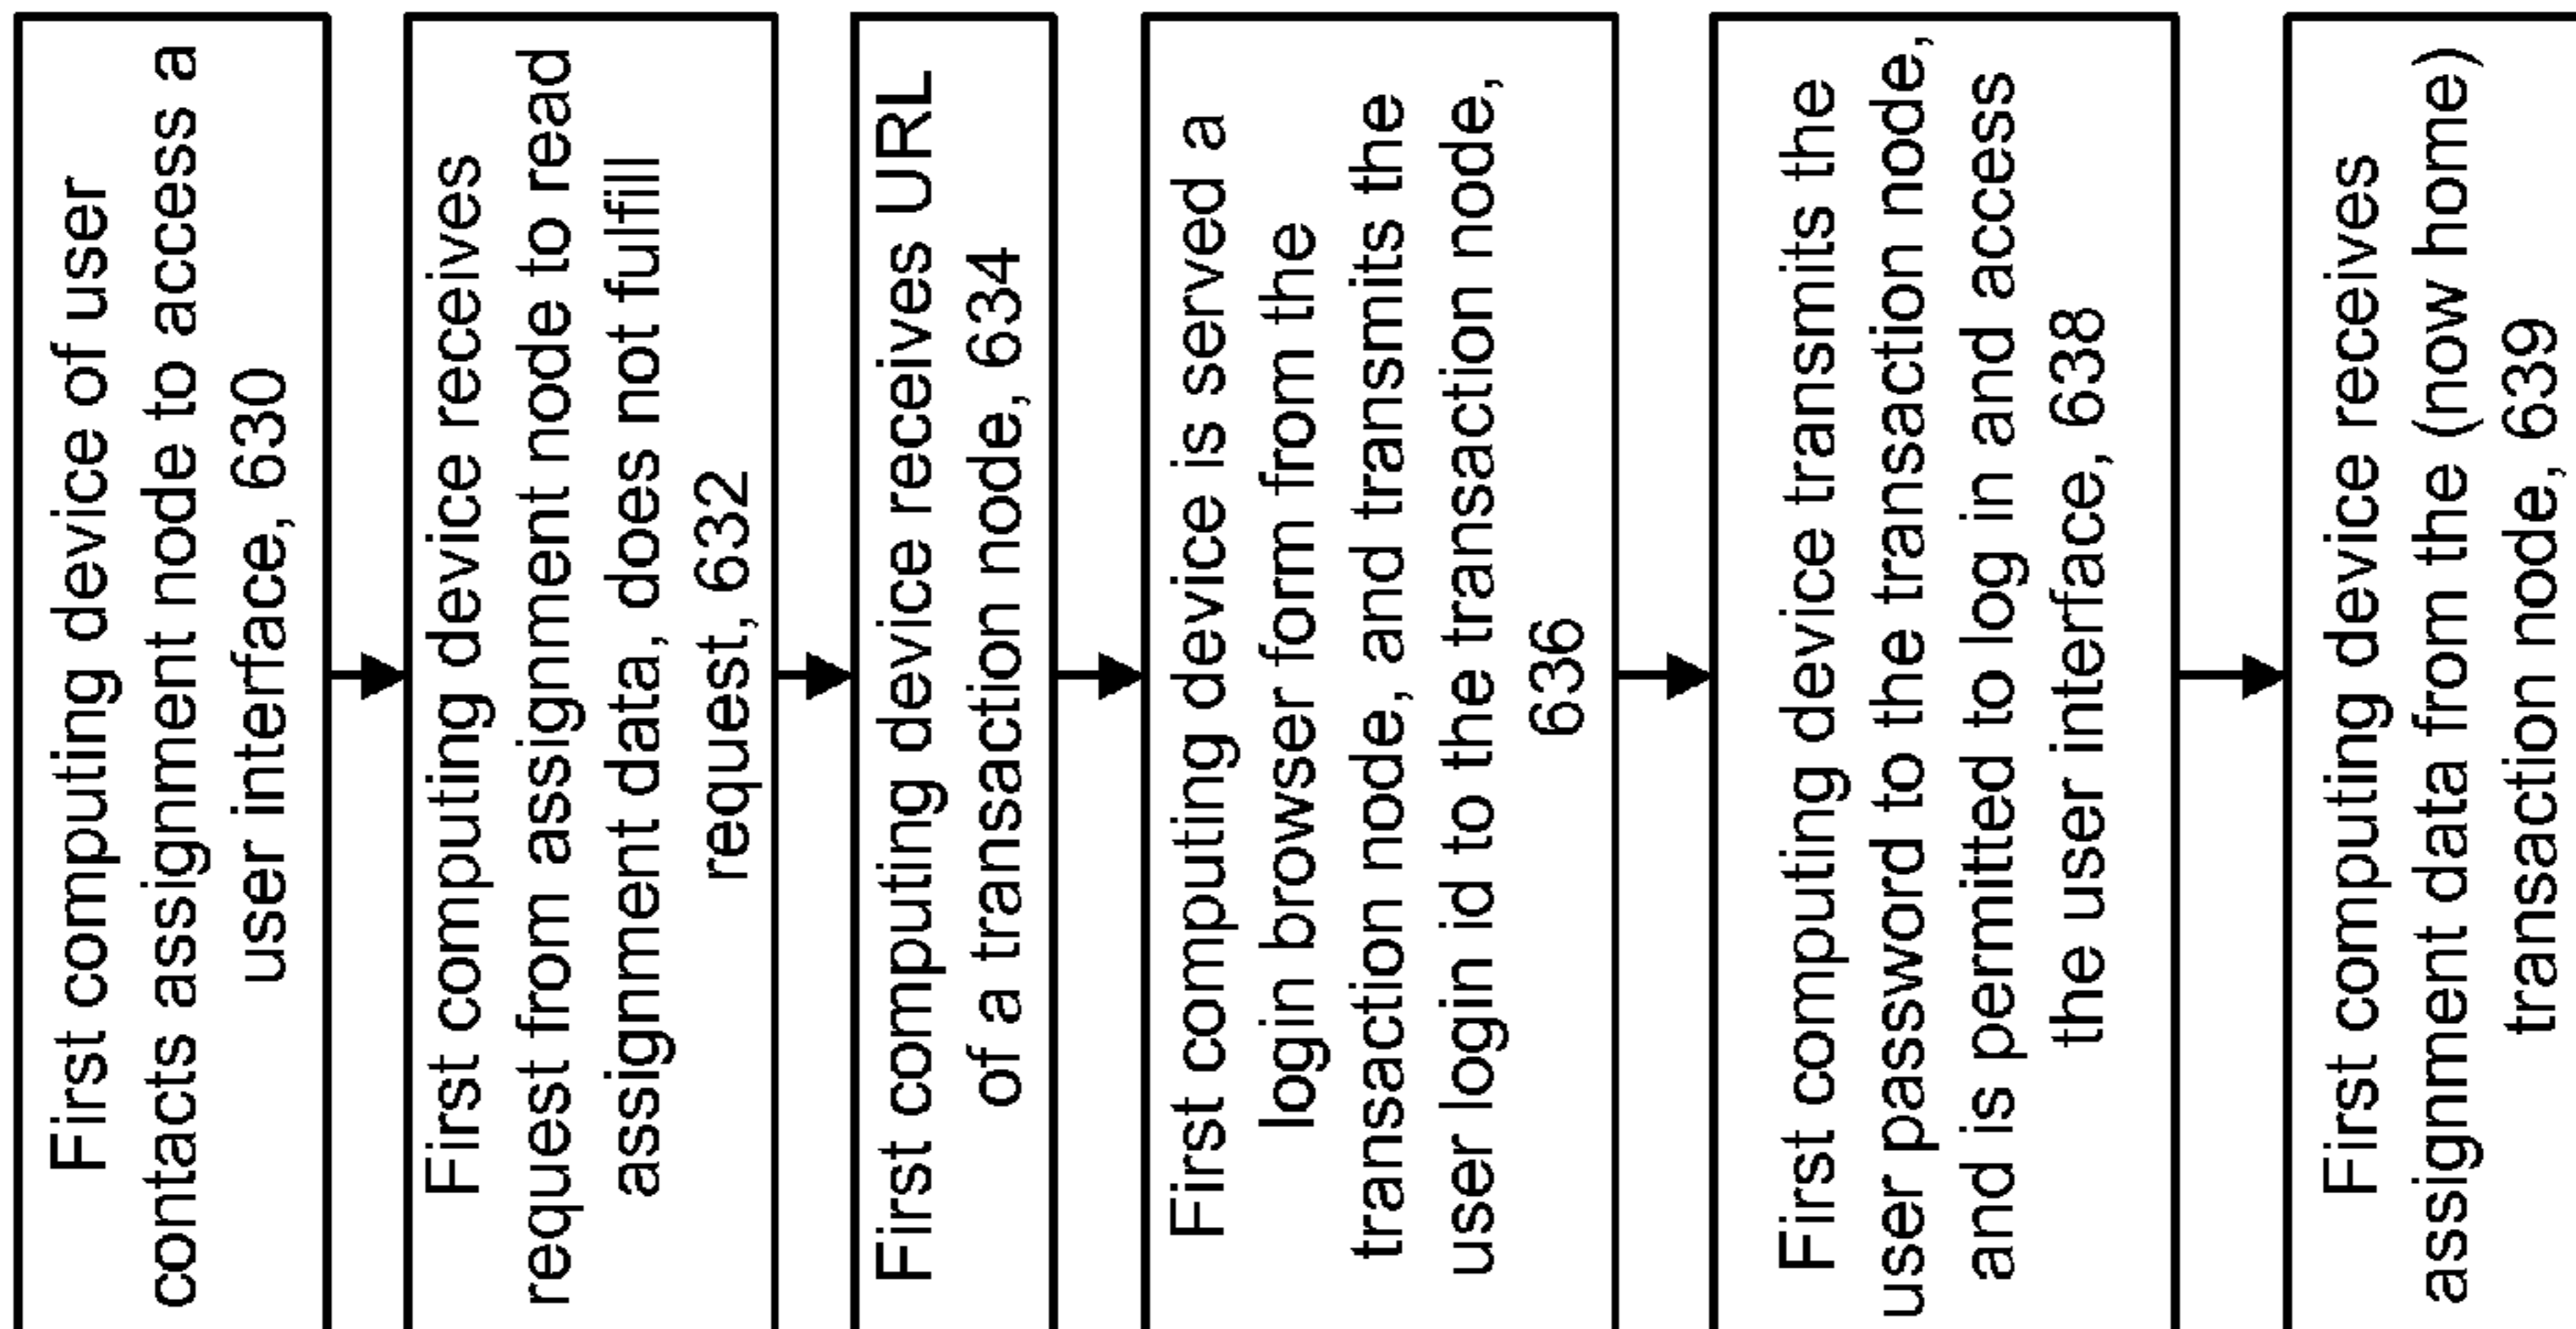 First computing device of user
contacts assignment node to access a
user interface, 630
First computing device receives
request from assignment node to read
assignment data, does not fulfill
request, 632
First computing device receives URL
of a transaction node, 634
First computing device is served a
login browser form from the
transaction node, and transmits the
user login id to the transaction node,
636
First computing device transmits the
user password to the transaction node,
and is permitted to log in and access
the user interface, 638
First computing device receives
assignment data from the (now home)
transaction node, 639